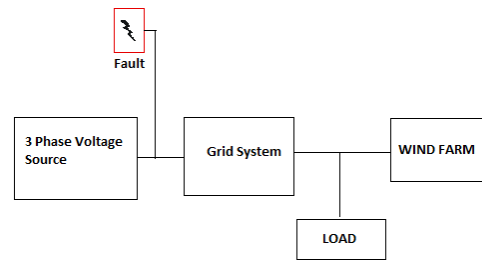 Fault
3 Phase Voltage
Source
Grid System
WIND FARM
LOAD